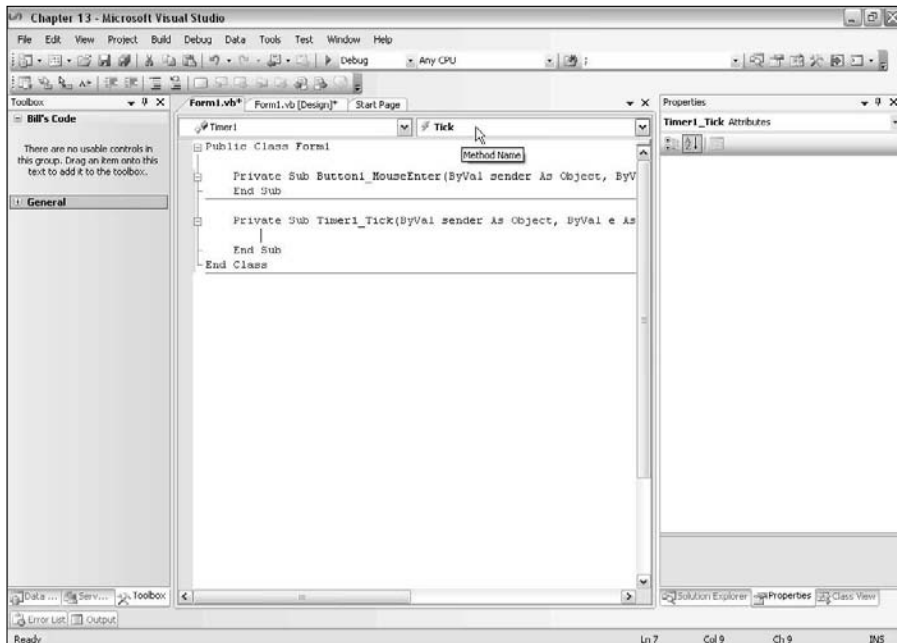 Chapter 13 - Microsoft Visual Studio
File Edit View Project Build Debug Data Tools Test Window Help
Debug Any CPU ;
Toolbox
Bill's Code
There are no usable controls in
this group. Drag an item onto this
text to add it to the toolbox.
General
Form1.vb* Form1.vb [Design]* Start Page
Timer1 Tick
Method Name
Public Class Form1
Private Sub Button1_MouseEnter(ByVal sender As Object, ByV
End Sub
Private Sub Timer1_Tick(ByVal sender As Object, ByVal e As
End Sub
End Class
Properties
Timer1_Tick Attributes
Data ... Serv... Toolbox
Solution Explorer Properties Class View
Error List Output
Ready Ln 7 Col 9 Ch 9 INS